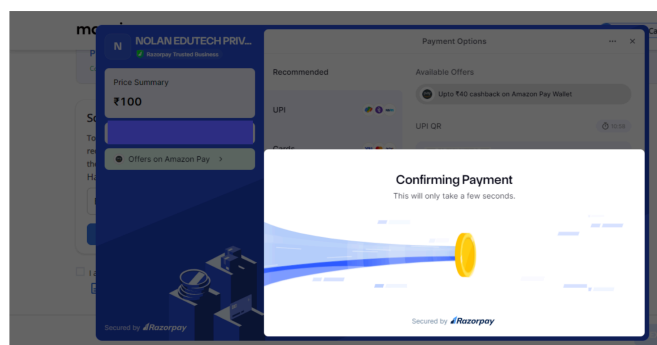 N
NOLAN EDUTECH PRIV...
Razorpay Trusted Business
Price Summary
₹100
Offers on Amazon Pay >
Secured by Razorpay
Payment Options
Recommended
UPI
Cards
Available Offers
Upto ₹40 cashback on Amazon Pay Wallet
UPI QR
Confirming Payment
This will only take a few seconds.
Secured by Razorpay